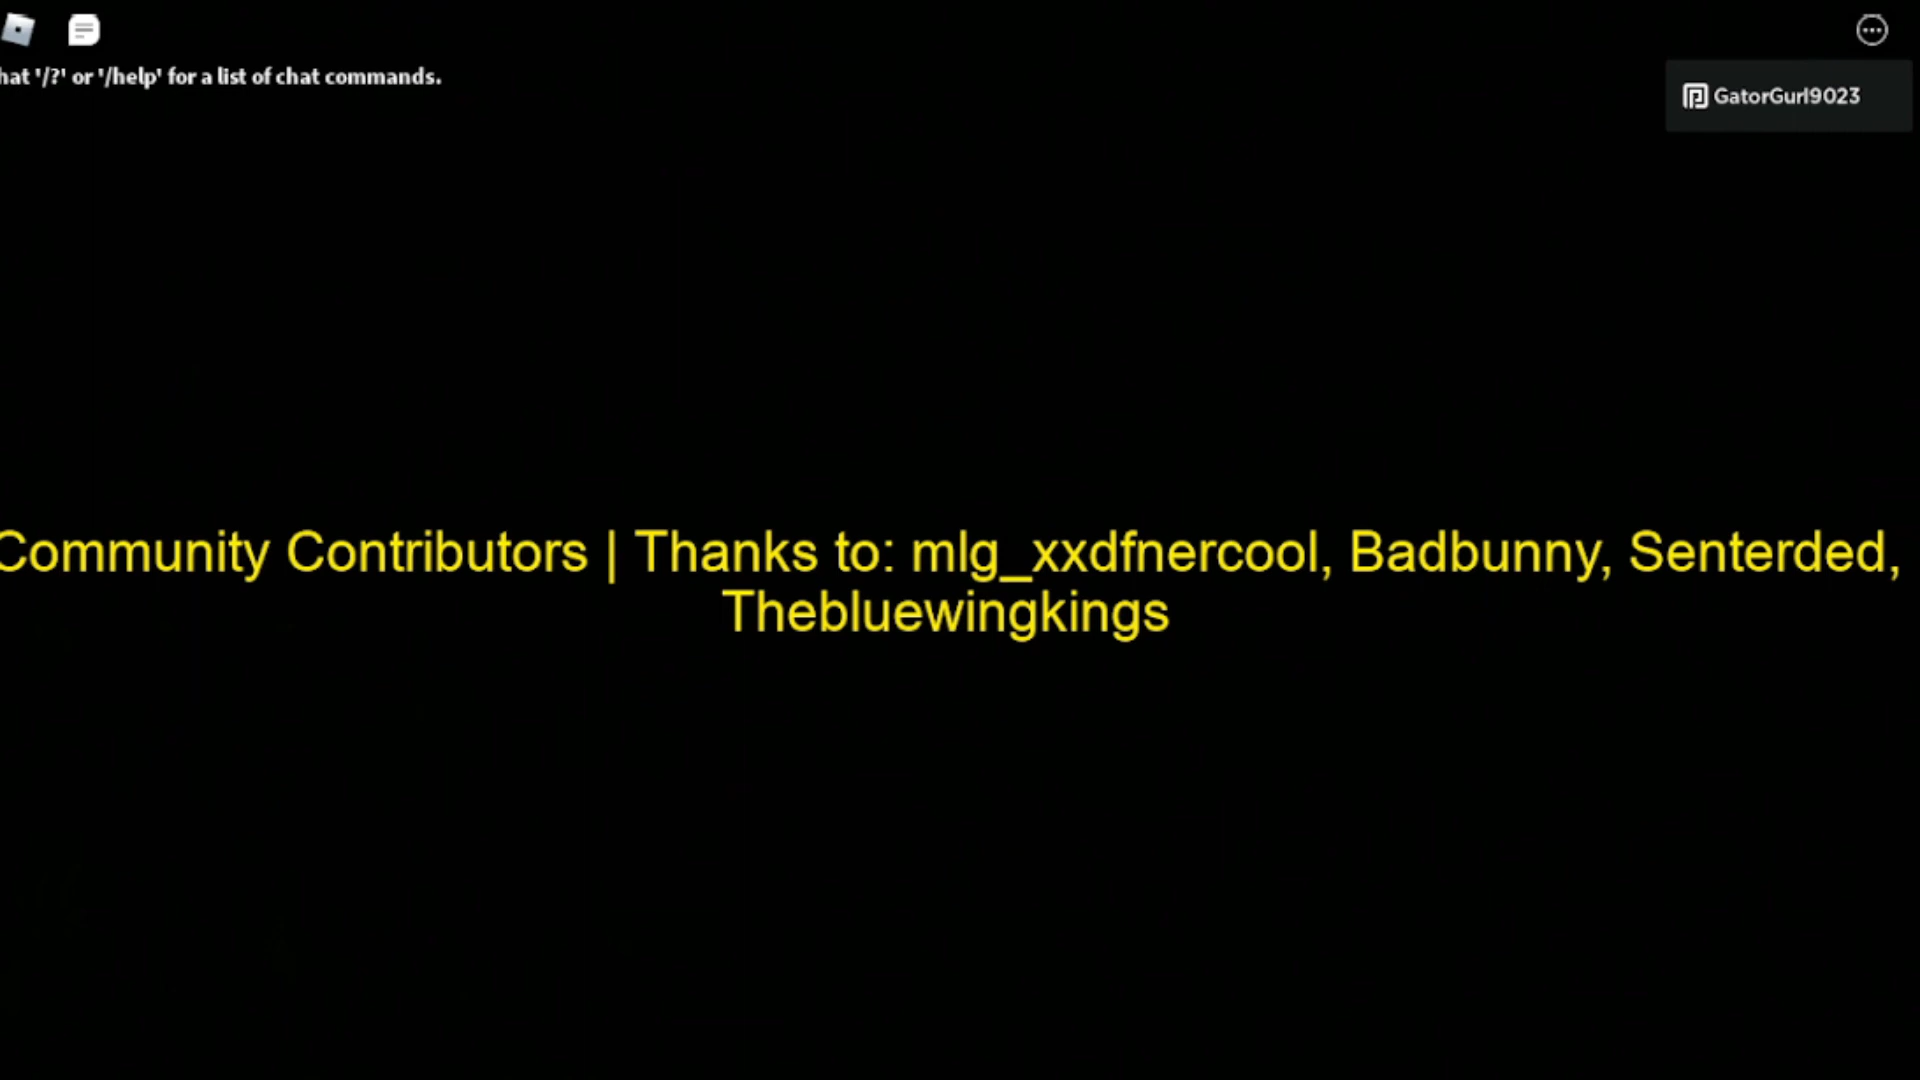 hat '/?' or '/help' for a list of chat commands.
GatorGurl9023
Community Contributors | Thanks to: mlg_xxdfnercool, Badbunny, Senterded,
Thebluewingkings